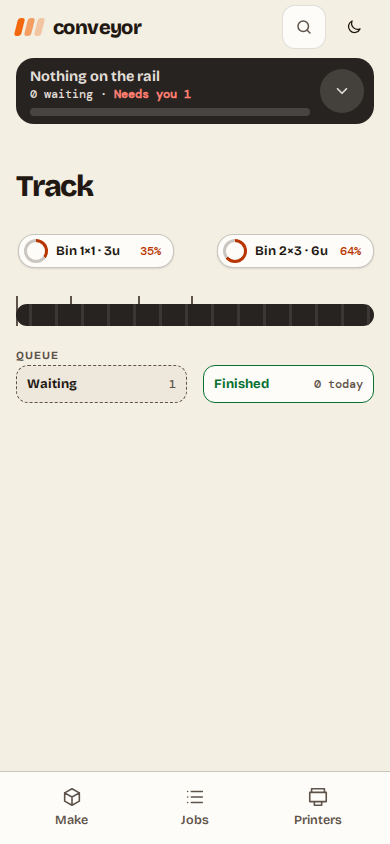 conveyor
Nothing on the rail
0 waiting · Needs you 1
Track
Bin 1×1 · 3u 35%
Bin 2×3 · 6u 64%
QUEUE
Waiting 1
Finished 0 today
Make
Jobs
Printers